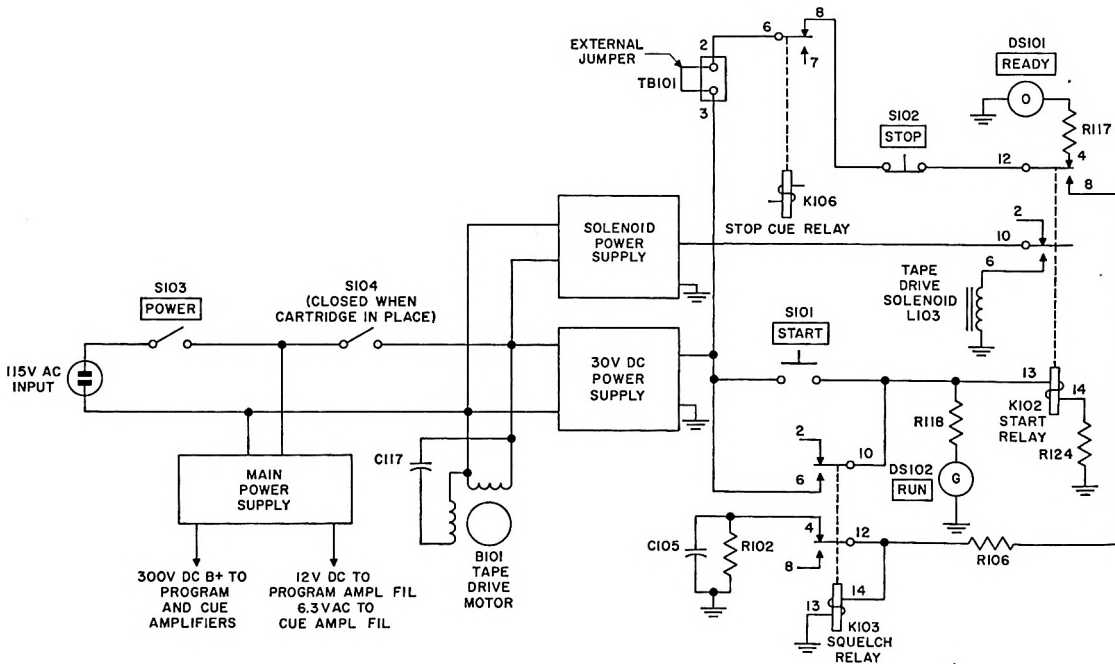 8
6
2
7
EXTERNAL
JUMPER
TB101
3
DS101
READY
O
R117
S102
STOP
12
4
8
K106
STOP CUE RELAY
SOLENOID
POWER
SUPPLY
2
10
6
TAPE
DRIVE
SOLENOID
L103
S103
POWER
S104
(CLOSED WHEN
CARTRIDGE IN PLACE)
S101
START
115V AC
INPUT
30V DC
POWER
SUPPLY
13
14
K102
START
RELAY
R118
R124
2
10
6
DS102
RUN
G
C117
MAIN
POWER
SUPPLY
B101
TAPE
DRIVE
MOTOR
C105
R102
4
12
8
R106
14
13
K103
SQUELCH
RELAY
300V DC B+ TO
PROGRAM
AND CUE
AMPLIFIERS
12V DC TO
PROGRAM AMPL FIL
6.3VAC TO
CUE AMPL FIL